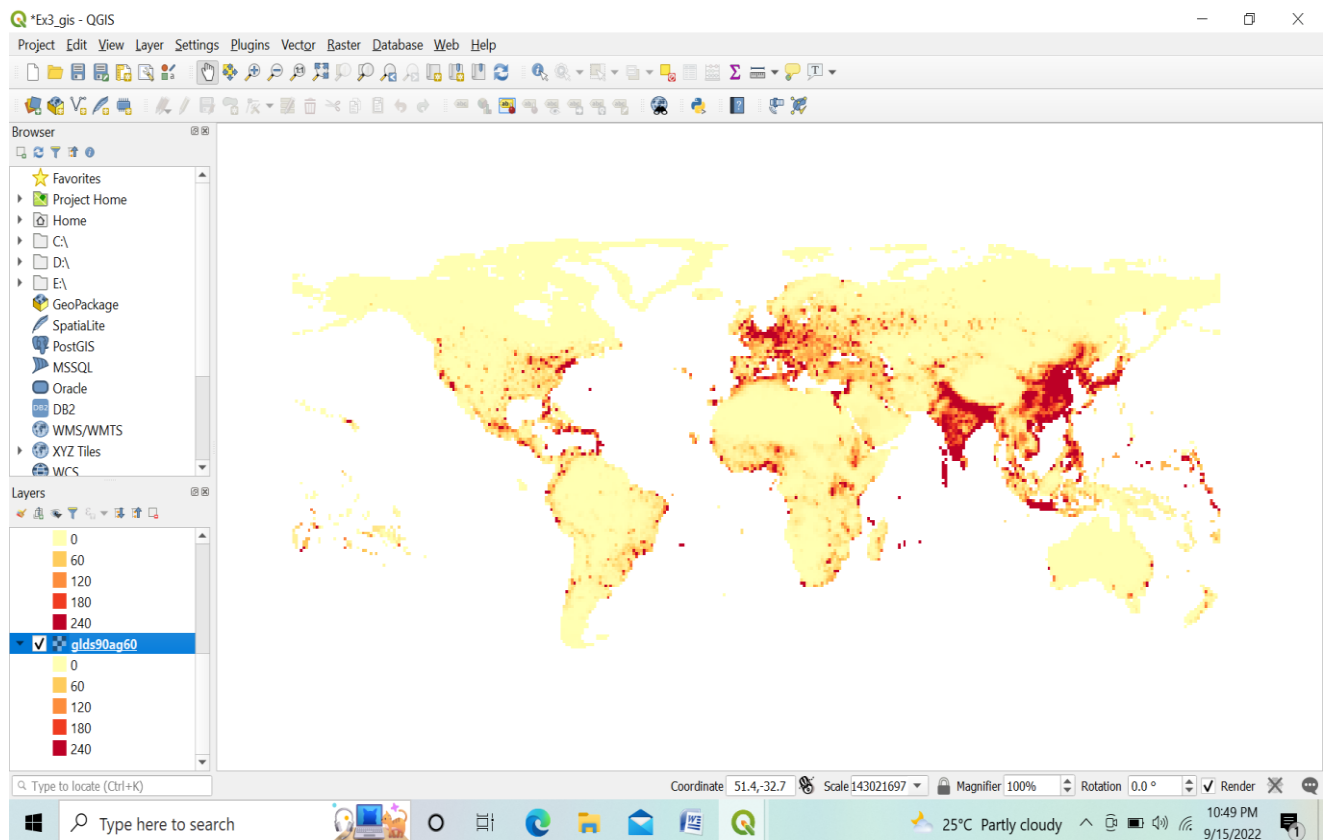 *Ex3_gis - QGIS
Project Edit View Layer Settings Plugins Vector Raster Database Web Help
Browser
Favorites
Project Home
Home
C:\
D:\
E:\
GeoPackage
SpatiaLite
PostGIS
MSSQL
Oracle
DB2
WMS/WMTS
XYZ Tiles
WCS
Layers
0
60
120
180
240
glds90ag60
0
60
120
180
240
Type to locate (Ctrl+K)
Coordinate 51.4,-32.7 Scale 143021697 Magnifier 100% Rotation 0.0 ° Render
Type here to search
25°C Partly cloudy
10:49 PM
9/15/2022
1